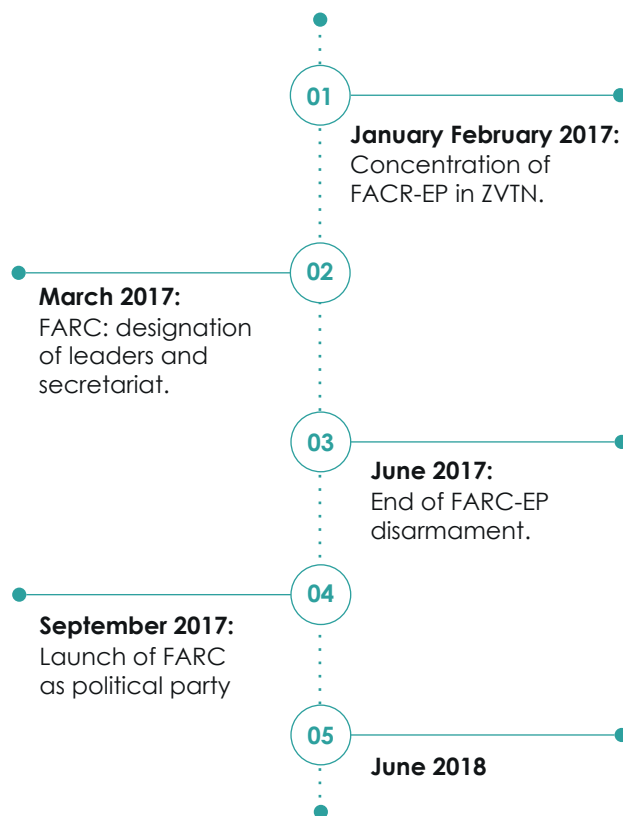 01
January February 2017:
Concentration of
FACR-EP in ZVTN.
02
March 2017:
FARC: designation
of leaders and
secretariat.
03
June 2017:
End of FARC-EP
disarmament.
04
September 2017:
Launch of FARC
as political party
05
June 2018